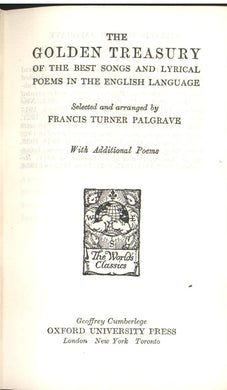 THE
GOLDEN TREASURY
OF THE BEST SONGS AND LYRICAL
POEMS IN THE ENGLISH LANGUAGE
Selected and arranged by
FRANCIS TURNER PALGRAVE
With Additional Poems
W
E
S
The World's
Classics
Geoffrey Cumberlege
OXFORD UNIVERSITY PRESS
London New York Toronto